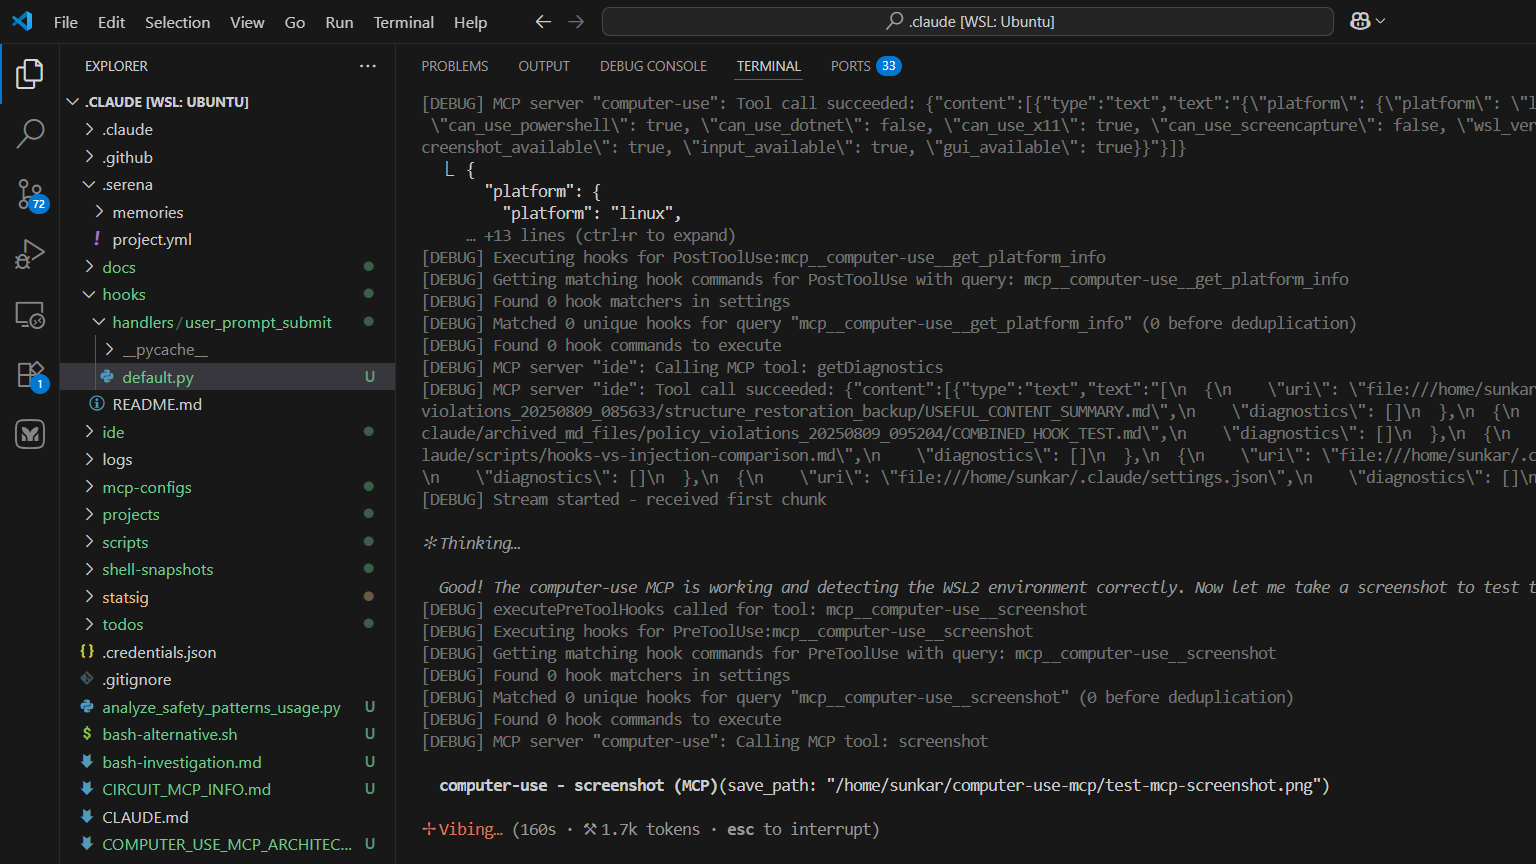 File Edit Selection View Go Run Terminal Help
.claude [WSL: Ubuntu]
EXPLORER
.CLAUDE [WSL: UBUNTU]
.claude
.github
.serena
memories
! project.yml
docs
hooks
handlers / user_prompt_submit
__pycache__
default.py U
README.md
ide
logs
mcp-configs
projects
scripts
shell-snapshots
statsig
todos
{} .credentials.json
.gitignore
analyze_safety_patterns_usage.py U
$ bash-alternative.sh U
bash-investigation.md U
CIRCUIT_MCP_INFO.md U
CLAUDE.md
COMPUTER_USE_MCP_ARCHITEC... U
72
1
PROBLEMS OUTPUT DEBUG CONSOLE TERMINAL PORTS 33
[DEBUG] MCP server "computer-use": Tool call succeeded: {"content":[{"type":"text","text":"{\"platform\": {\"platform\": \"l
\"can_use_powershell\": true, \"can_use_dotnet\": false, \"can_use_x11\": true, \"can_use_screencapture\": false, \"wsl_ver
creenshot_available\": true, \"input_available\": true, \"gui_available\": true}}"}]}
⎿ {
"platform": {
"platform": "linux",
… +13 lines (ctrl+r to expand)
[DEBUG] Executing hooks for PostToolUse:mcp__computer-use__get_platform_info
[DEBUG] Getting matching hook commands for PostToolUse with query: mcp__computer-use__get_platform_info
[DEBUG] Found 0 hook matchers in settings
[DEBUG] Matched 0 unique hooks for query "mcp__computer-use__get_platform_info" (0 before deduplication)
[DEBUG] Found 0 hook commands to execute
[DEBUG] MCP server "ide": Calling MCP tool: getDiagnostics
[DEBUG] MCP server "ide": Tool call succeeded: {"content":[{"type":"text","text":"[\n  {\n    \"uri\": \"file:///home/sunkar
violations_20250809_085633/structure_restoration_backup/USEFUL_CONTENT_SUMMARY.md\",\n    \"diagnostics\": []\n  },\n  {\n
claude/archived_md_files/policy_violations_20250809_095204/COMBINED_HOOK_TEST.md\",\n    \"diagnostics\": []\n  },\n  {\n
laude/scripts/hooks-vs-injection-comparison.md\",\n    \"diagnostics\": []\n  },\n  {\n    \"uri\": \"file:///home/sunkar/.c
\n    \"diagnostics\": []\n  },\n  {\n    \"uri\": \"file:///home/sunkar/.claude/settings.json\",\n    \"diagnostics\": []\n
[DEBUG] Stream started - received first chunk
✻ Thinking…
Good! The computer-use MCP is working and detecting the WSL2 environment correctly. Now let me take a screenshot to test t
[DEBUG] executePreToolHooks called for tool: mcp__computer-use__screenshot
[DEBUG] Executing hooks for PreToolUse:mcp__computer-use__screenshot
[DEBUG] Getting matching hook commands for PreToolUse with query: mcp__computer-use__screenshot
[DEBUG] Found 0 hook matchers in settings
[DEBUG] Matched 0 unique hooks for query "mcp__computer-use__screenshot" (0 before deduplication)
[DEBUG] Found 0 hook commands to execute
[DEBUG] MCP server "computer-use": Calling MCP tool: screenshot
computer-use - screenshot (MCP)(save_path: "/home/sunkar/computer-use-mcp/test-mcp-screenshot.png")
✢ Vibing… (160s · ⚒ 1.7k tokens · esc to interrupt)